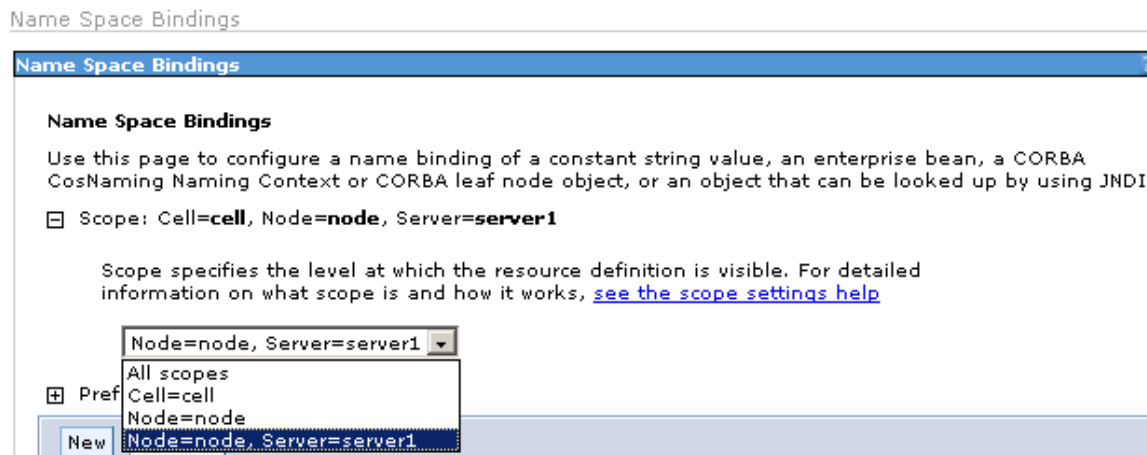 Name Space Bindings
Name Space Bindings
Name Space Bindings
Use this page to configure a name binding of a constant string value, an enterprise bean, a CORBA
CosNaming Naming Context or CORBA leaf node object, or an object that can be looked up by using JNDI
Scope: Cell=cell, Node=node, Server=server1
Scope specifies the level at which the resource definition is visible. For detailed
information on what scope is and how it works, see the scope settings help
Node=node, Server=server1
All scopes
Pref Cell=cell
Node=node
New Node=node, Server=server1